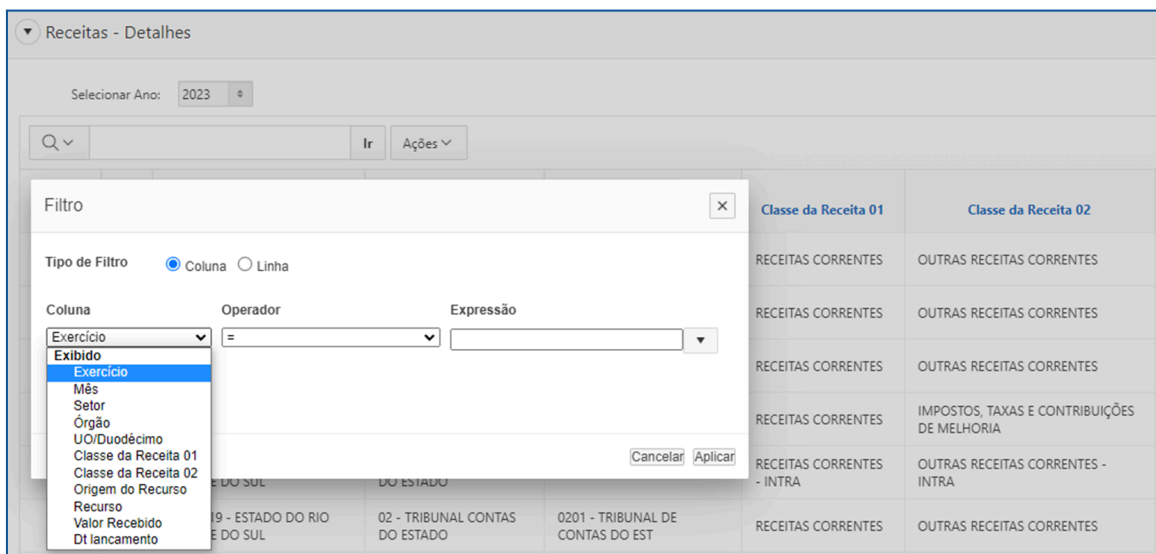 Receitas - Detalhes
Selecionar Ano: 2023
Ir Ações
Filtro
Classe da Receita 01 Classe da Receita 02
Tipo de Filtro Coluna Linha
RECEITAS CORRENTES OUTRAS RECEITAS CORRENTES
Coluna Operador Expressão
RECEITAS CORRENTES OUTRAS RECEITAS CORRENTES
Exercício =
Exibido
Exercício
RECEITAS CORRENTES OUTRAS RECEITAS CORRENTES
Mês
Setor
Órgão
RECEITAS CORRENTES IMPOSTOS, TAXAS E CONTRIBUIÇÕES
DE MELHORIA
UO/Duodécimo
Classe da Receita 01
Cancelar Aplicar
Classe da Receita 02
RECEITAS CORRENTES
- INTRA
OUTRAS RECEITAS CORRENTES -
INTRA
E DO SUL DO ESTADO
Origem do Recurso
Recurso
Valor Recebido
Dt lancamento
19 - ESTADO DO RIO
E DO SUL
02 - TRIBUNAL CONTAS
DO ESTADO
0201 - TRIBUNAL DE
CONTAS DO EST
RECEITAS CORRENTES OUTRAS RECEITAS CORRENTES